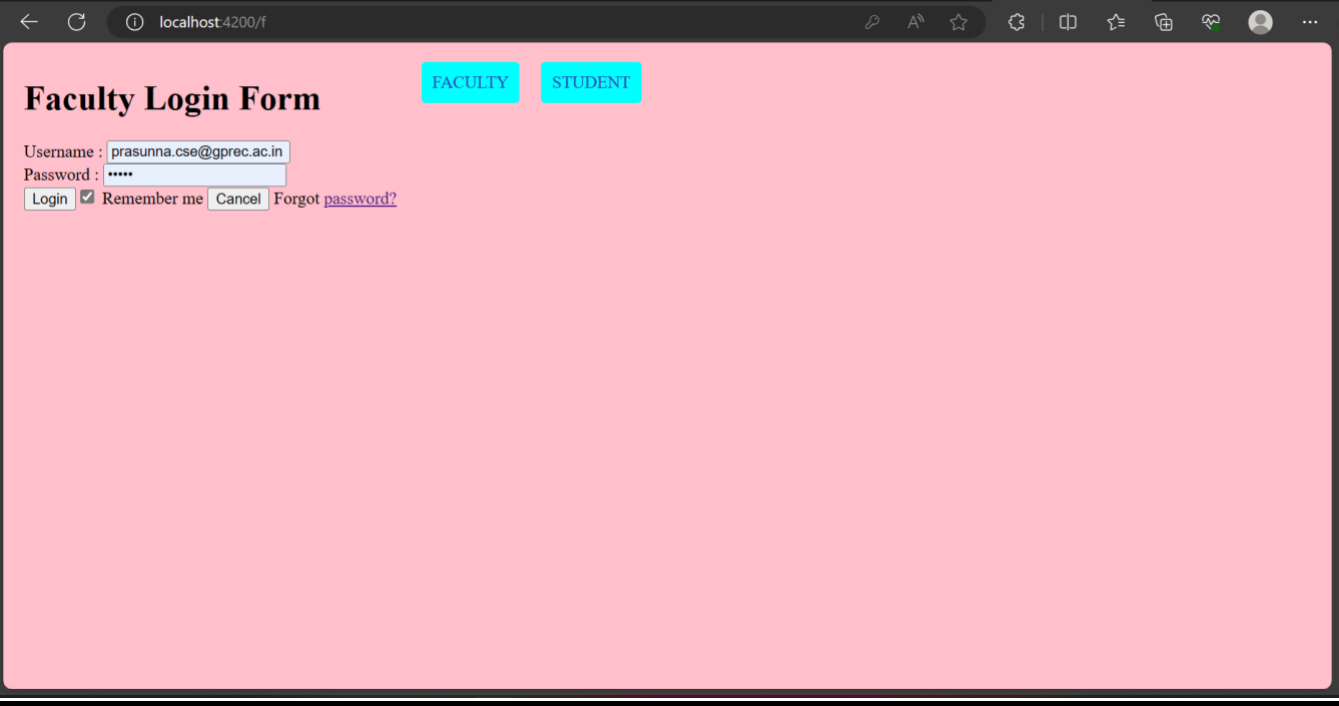 localhost:4200/f
FACULTY STUDENT
Faculty Login Form
Username : prasunna.cse@gprec.ac.in
Password : •••••
Login Remember me Cancel Forgot password?